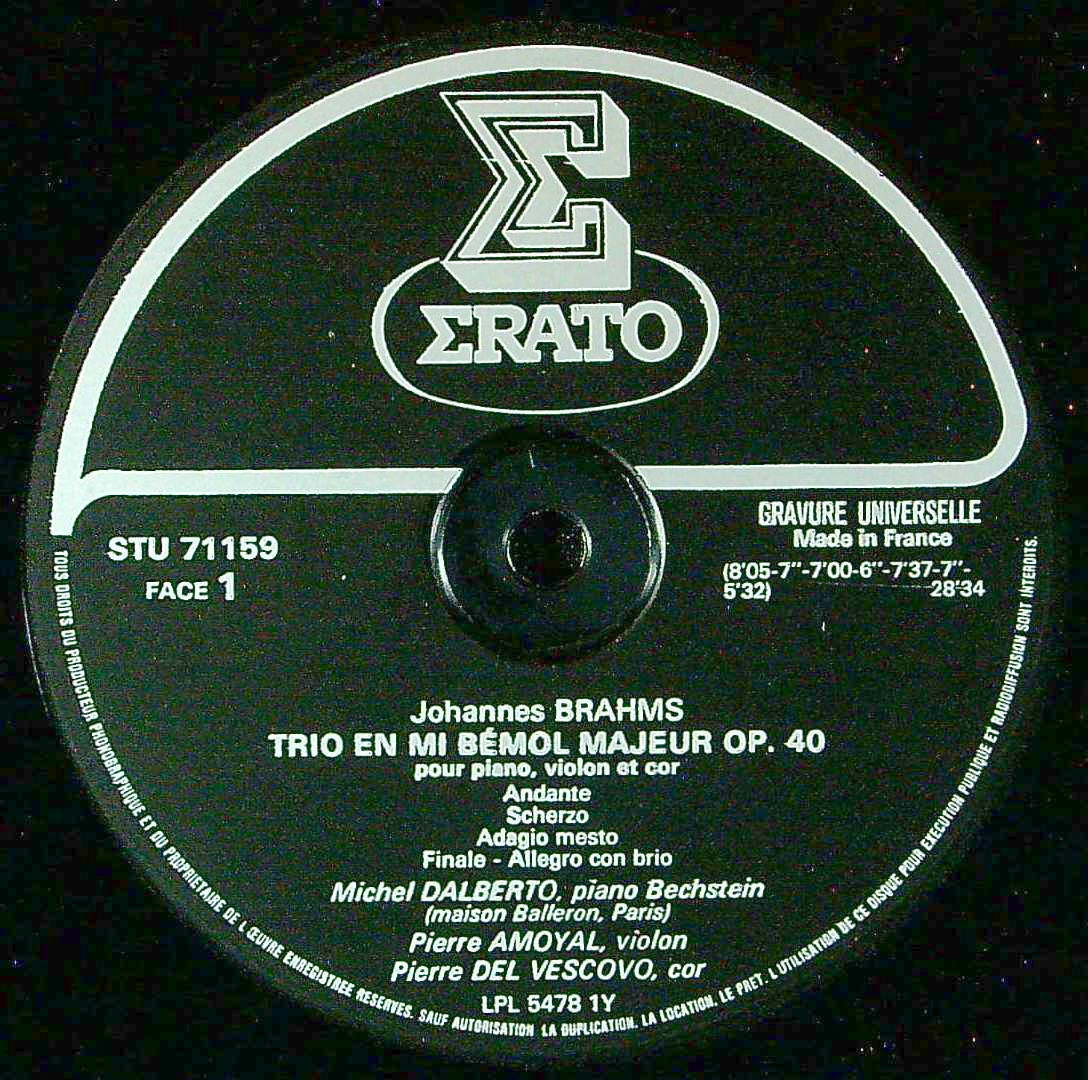 Σ
ΣRATO
GRAVURE UNIVERSELLE
Made in France
STU 71159
FACE 1
(8'05-7"-7'00-6"-7'37-7"-
5'32) 28'34
Johannes BRAHMS
TRIO EN MI BÉMOL MAJEUR OP. 40
pour piano, violon et cor
Andante
Scherzo
Adagio mesto
Finale - Allegro con brio
Michel DALBERTO, piano Bechstein
(maison Balleron, Paris)
Pierre AMOYAL, violon
Pierre DEL VESCOVO, cor
LPL 5478 1Y
TOUS DROITS DU PRODUCTEUR PHONOGRAPHIQUE ET DU PROPRIETAIRE DE L ŒUVRE ENREGISTREE RESERVES. SAUF AUTORISATION LA DUPLICATION, LA LOCATION, LE PRET, L UTILISATION DE CE DISQUE POUR EXECUTION PUBLIQUE ET RADIODIFFUSION SONT INTERDITS.